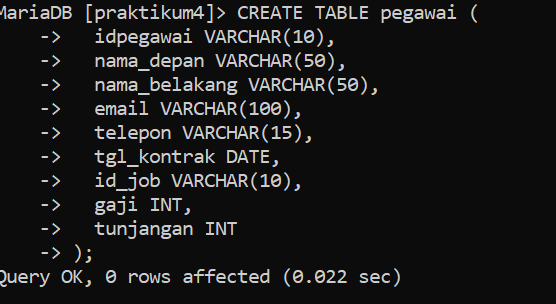 MariaDB [praktikum4]> CREATE TABLE pegawai (
    ->   idpegawai VARCHAR(10),
    ->   nama_depan VARCHAR(50),
    ->   nama_belakang VARCHAR(50),
    ->   email VARCHAR(100),
    ->   telepon VARCHAR(15),
    ->   tgl_kontrak DATE,
    ->   id_job VARCHAR(10),
    ->   gaji INT,
    ->   tunjangan INT
    -> );
Query OK, 0 rows affected (0.022 sec)